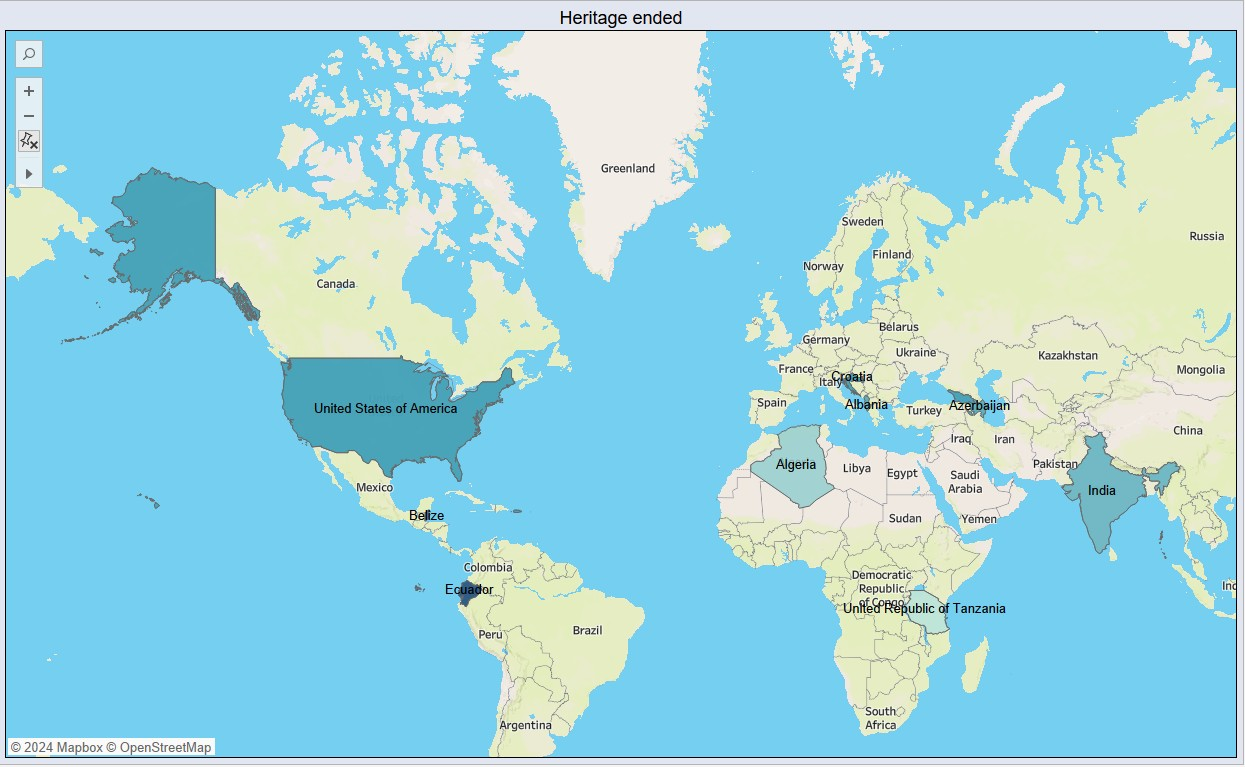 Heritage ended
Greenland
Sweden
Russia
Finland
Norway
Canada
Belarus
Germany
Ukraine
Kazakhstan
France
Mongolia
Croatia
Italy
Spain
Albania
Azerbaijan
Turkey
United States of America
China
Iraq
Iran
Algeria
Libya
Egypt
Pakistan
Saudi
Arabia
Mexico
India
Belize
Sudan
Yemen
Colombia
Democratic
Republic
of Congo
Ecuador
United Republic of Tanzania
Peru
Brazil
South
Africa
Argentina
© 2024 Mapbox © OpenStreetMap